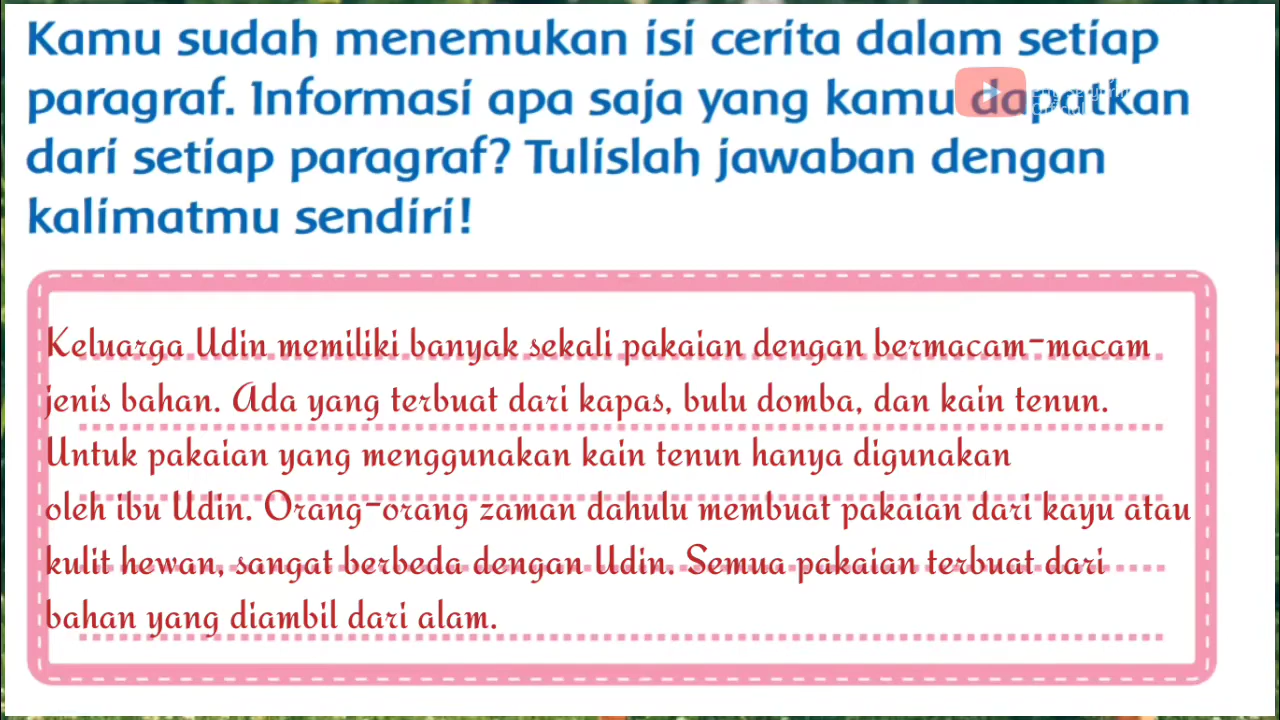 Kamu sudah menemukan isi cerita dalam setiap
paragraf. Informasi apa saja yang kamu dapatkan
dari setiap paragraf? Tulislah jawaban dengan
kalimatmu sendiri!
Keluarga Udin memiliki banyak sekali pakaian dengan bermacam-macam
jenis bahan. Ada yang terbuat dari kapas, bulu domba, dan kain tenun.
Untuk pakaian yang menggunakan kain tenun hanya digunakan
oleh ibu Udin. Orang-orang zaman dahulu membuat pakaian dari kayu atau
kulit hewan, sangat berbeda dengan Udin. Semua pakaian terbuat dari
bahan yang diambil dari alam.